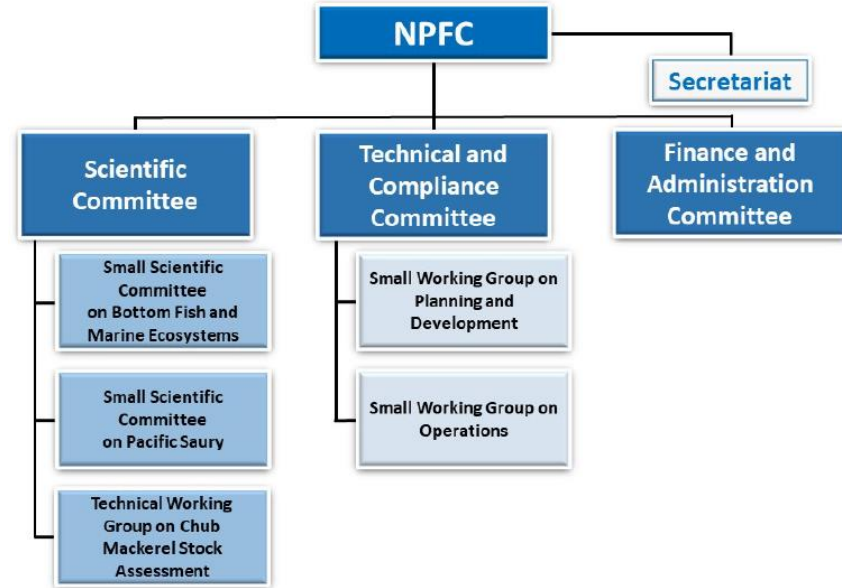 NPFC
Secretariat
Scientific
Committee
Technical and
Compliance
Committee
Finance and
Administration
Committee
Small Scientific
Committee
on Bottom Fish and
Marine Ecosystems
Small Scientific
Committee
on Pacific Saury
Technical Working
Group on Chub
Mackerel Stock
Assessment
Small Working Group on
Planning and
Development
Small Working Group on
Operations